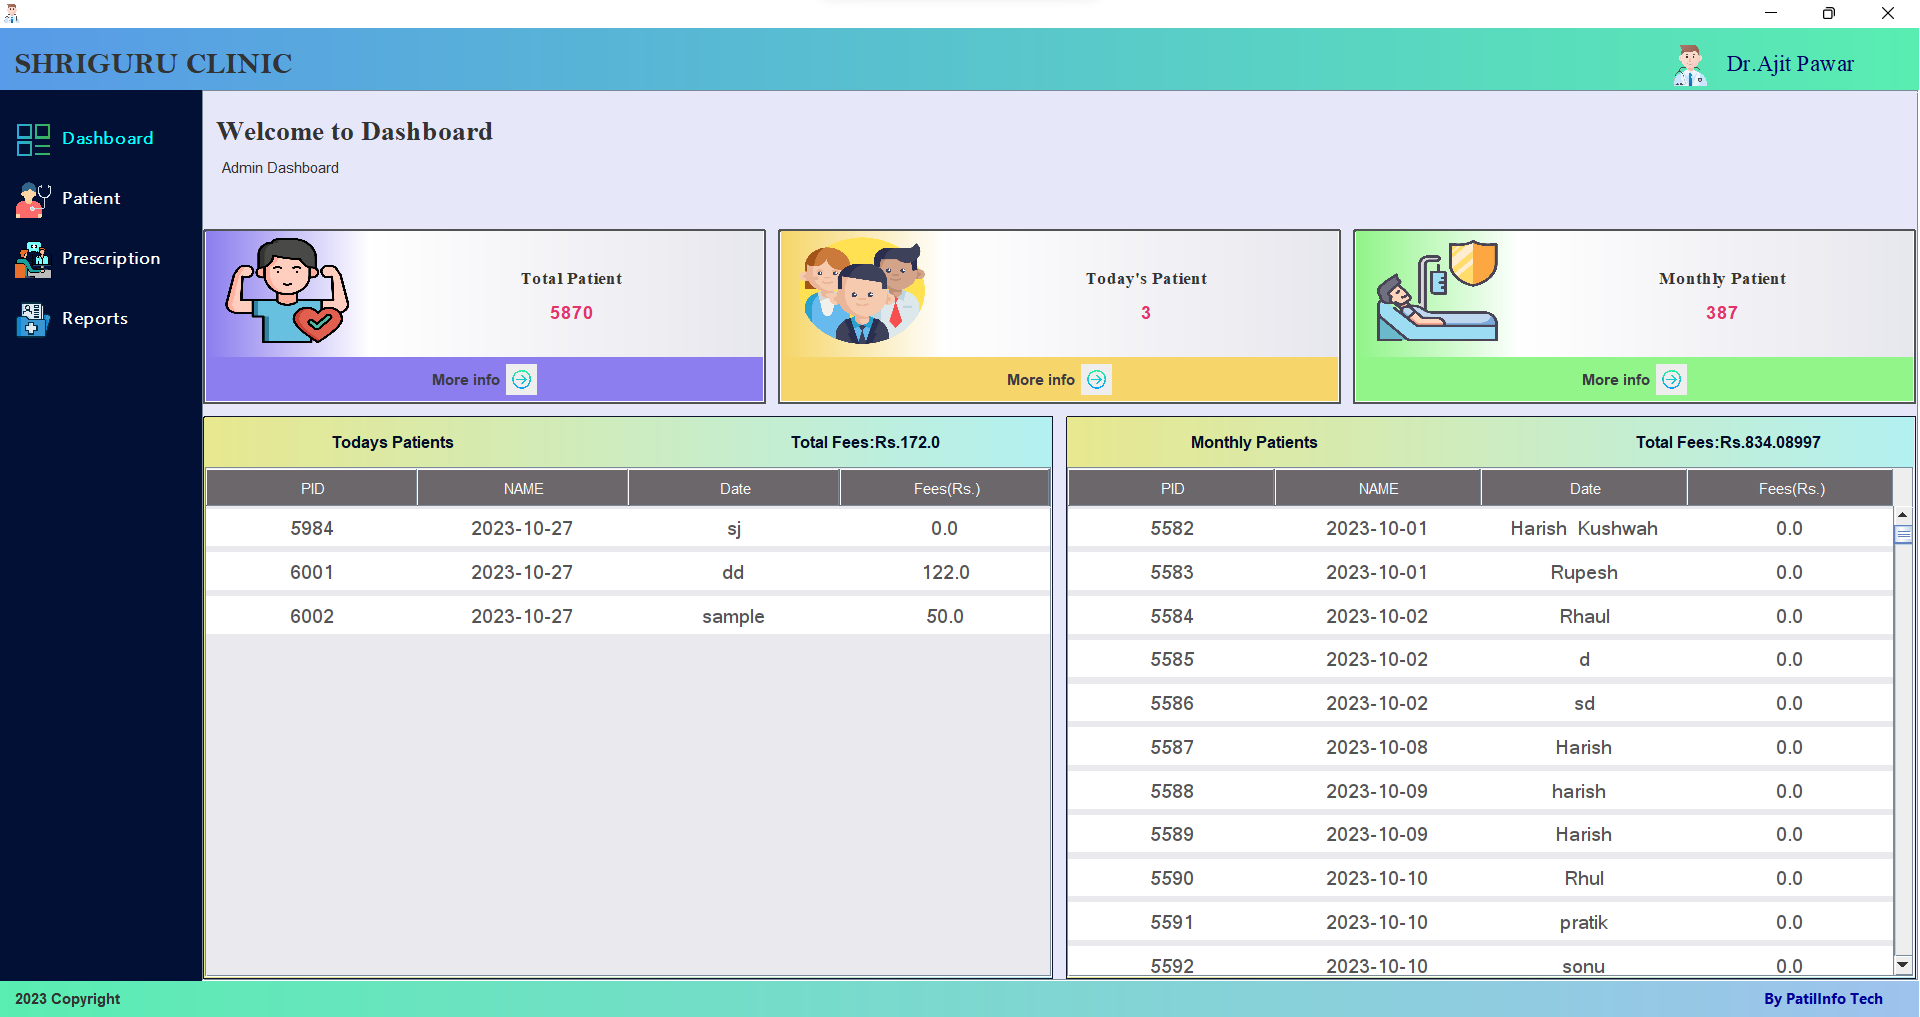 SHRIGURU CLINIC
Dr.Ajit Pawar
Dashboard
Patient
Prescription
Reports
Welcome to Dashboard
Admin Dashboard
Total Patient
5870
More info
Today's Patient
3
More info
Monthly Patient
387
More info
Todays Patients Total Fees:Rs.172.0
PID NAME Date Fees(Rs.)
5984 2023-10-27 sj 0.0
6001 2023-10-27 dd 122.0
6002 2023-10-27 sample 50.0
Monthly Patients Total Fees:Rs.834.08997
PID NAME Date Fees(Rs.)
5582 2023-10-01 Harish Kushwah 0.0
5583 2023-10-01 Rupesh 0.0
5584 2023-10-02 Rhaul 0.0
5585 2023-10-02 d 0.0
5586 2023-10-02 sd 0.0
5587 2023-10-08 Harish 0.0
5588 2023-10-09 harish 0.0
5589 2023-10-09 Harish 0.0
5590 2023-10-10 Rhul 0.0
5591 2023-10-10 pratik 0.0
5592 2023-10-10 sonu 0.0
2023 Copyright
By PatilInfo Tech